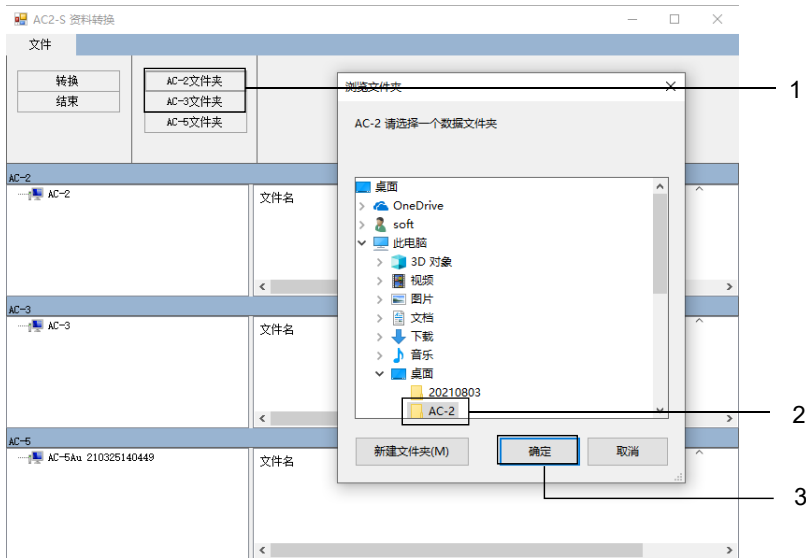 AC2-S 资料转换
文件
转换
结束
AC-2文件夹
AC-3文件夹
AC-5文件夹
1
浏览文件夹
AC-2 请选择一个数据文件夹
桌面
OneDrive
soft
此电脑
3D 对象
视频
图片
文档
下载
音乐
桌面
20210803
AC-2
2
新建文件夹(M)
确定
取消
3
AC-2
AC-2
文件名
AC-3
AC-3
文件名
AC-5
AC-5Au 210325140449
文件名